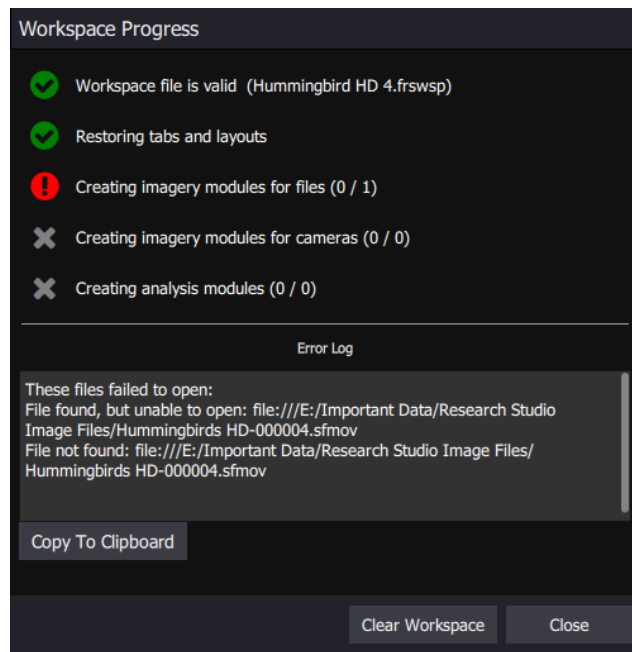 Workspace Progress
Workspace file is valid (Hummingbird HD 4.frswsp)
Restoring tabs and layouts
Creating imagery modules for files (0 / 1)
Creating imagery modules for cameras (0 / 0)
Creating analysis modules (0 / 0)
Error Log
These files failed to open:
File found, but unable to open: file:///E:/Important Data/Research Studio
Image Files/Hummingbirds HD-000004.sfmov
File not found: file:///E:/Important Data/Research Studio Image Files/
Hummingbirds HD-000004.sfmov
Copy To Clipboard
Clear Workspace
Close